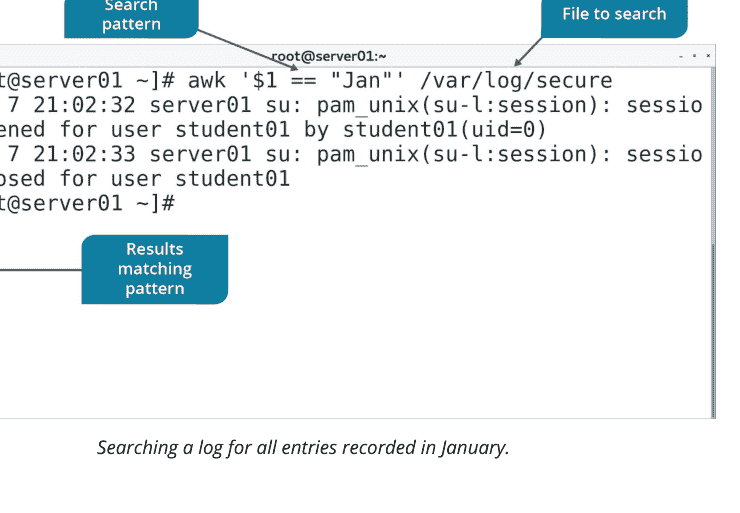 Search
pattern
File to search
root@server01:~
t@server01 ~]# awk '$1 == "Jan"' /var/log/secure
7 21:02:32 server01 su: pam_unix(su-l:session): sessio
ened for user student01 by student01(uid=0)
7 21:02:33 server01 su: pam_unix(su-l:session): sessio
osed for user student01
t@server01 ~]#
Results
matching
pattern
Searching a log for all entries recorded in January.